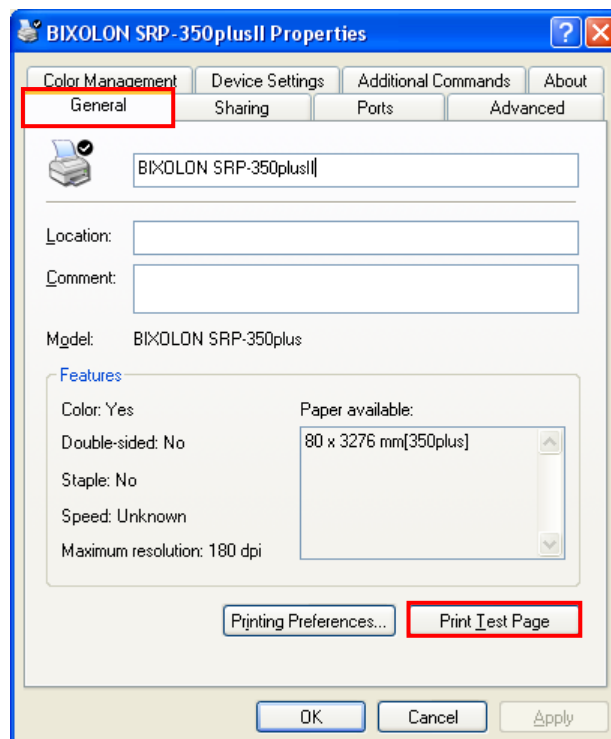 BIXOLON SRP-350plusII Properties
Color Management Device Settings Additional Commands About
General Sharing Ports Advanced
BIXOLON SRP-350plusII
Location:
Comment:
Model: BIXOLON SRP-350plus
Features
Color: Yes Paper available:
Double-sided: No 80 x 3276 mm[350plus]
Staple: No
Speed: Unknown
Maximum resolution: 180 dpi
Printing Preferences... Print Test Page
OK Cancel Apply